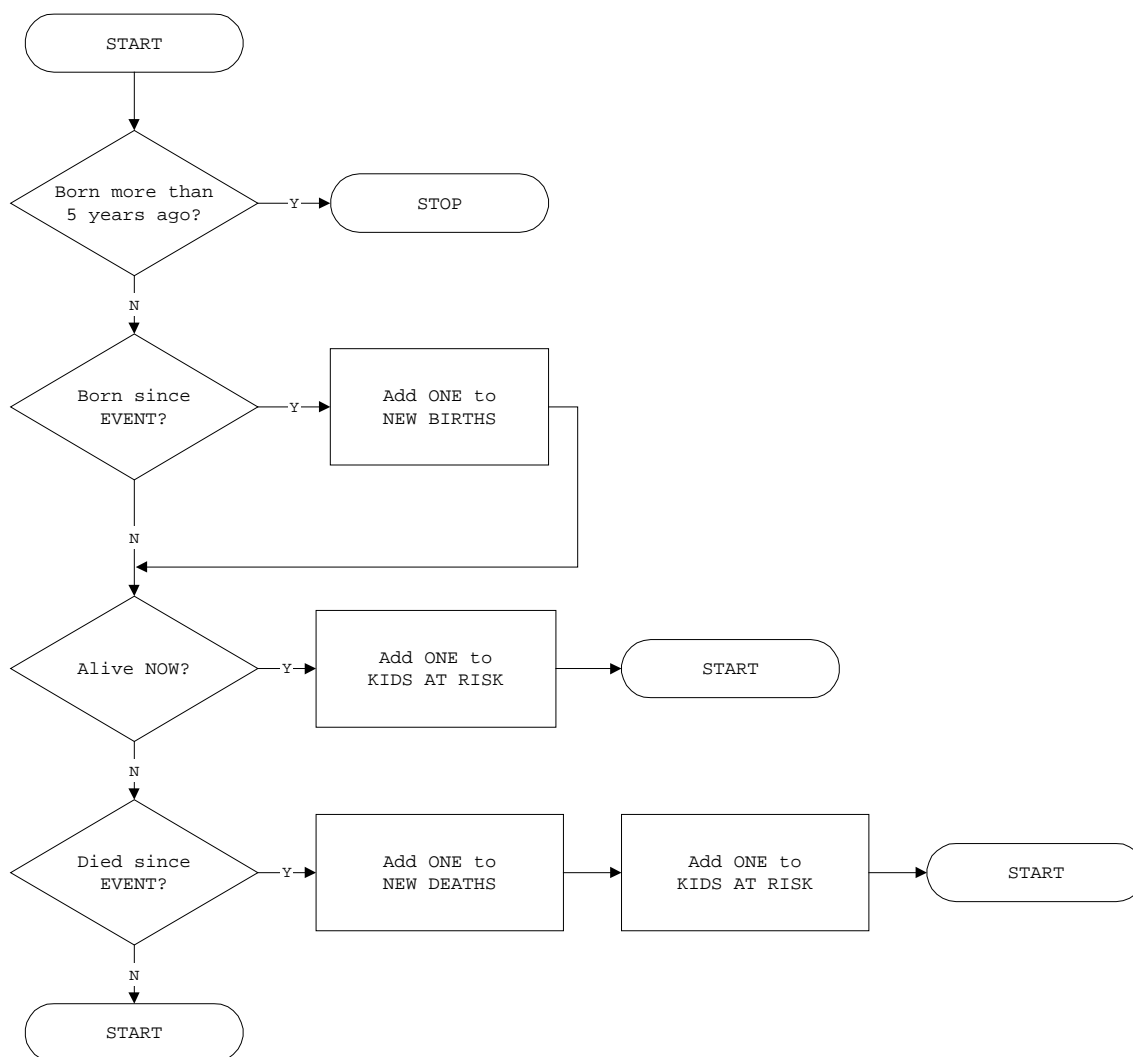 START
Born more than
5 years ago?
Y
STOP
N
Born since
EVENT?
Y
Add ONE to
NEW BIRTHS
N
Alive NOW?
Y
Add ONE to
KIDS AT RISK
START
N
Died since
EVENT?
Y
Add ONE to
NEW DEATHS
Add ONE to
KIDS AT RISK
START
N
START